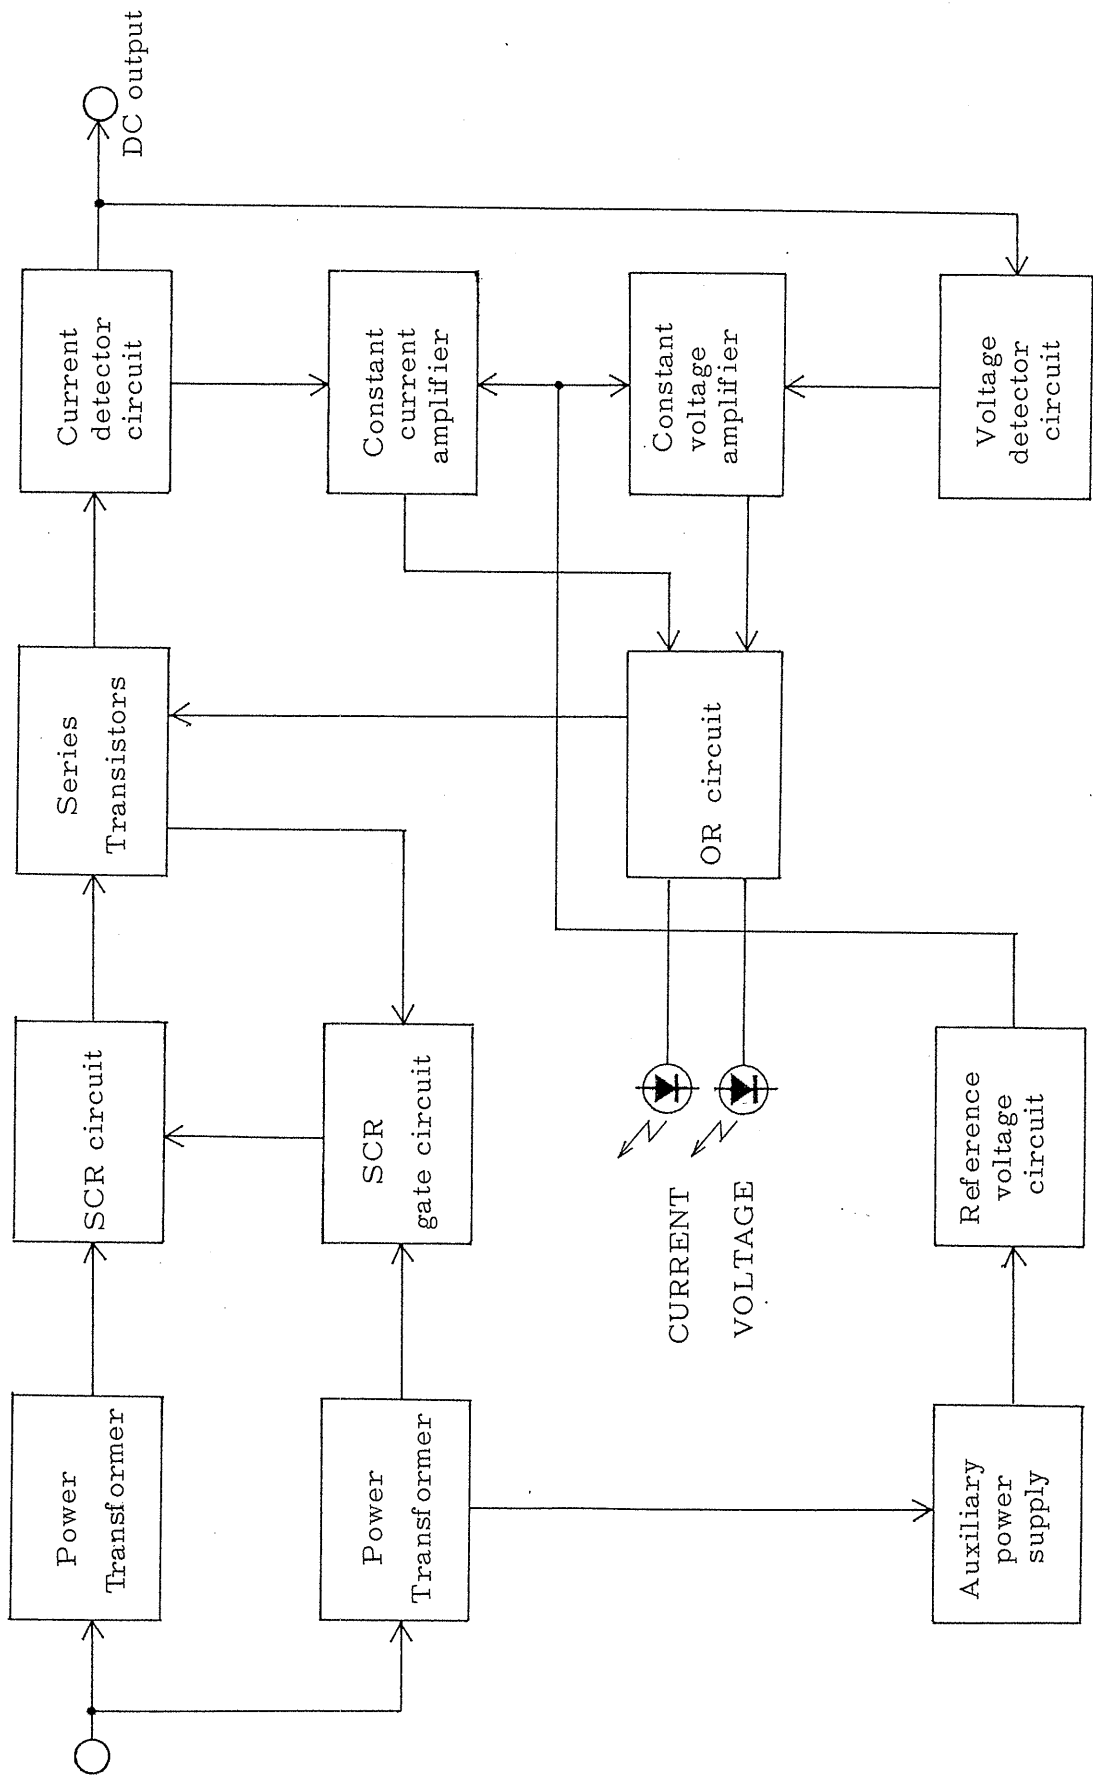 Power
Transformer
SCR circuit
Series
Transistors
Current
detector
circuit
DC output
Power
Transformer
SCR
gate circuit
Constant
current
amplifier
CURRENT
VOLTAGE
OR circuit
Constant
voltage
amplifier
Auxiliary
power
supply
Reference
voltage
circuit
Voltage
detector
circuit